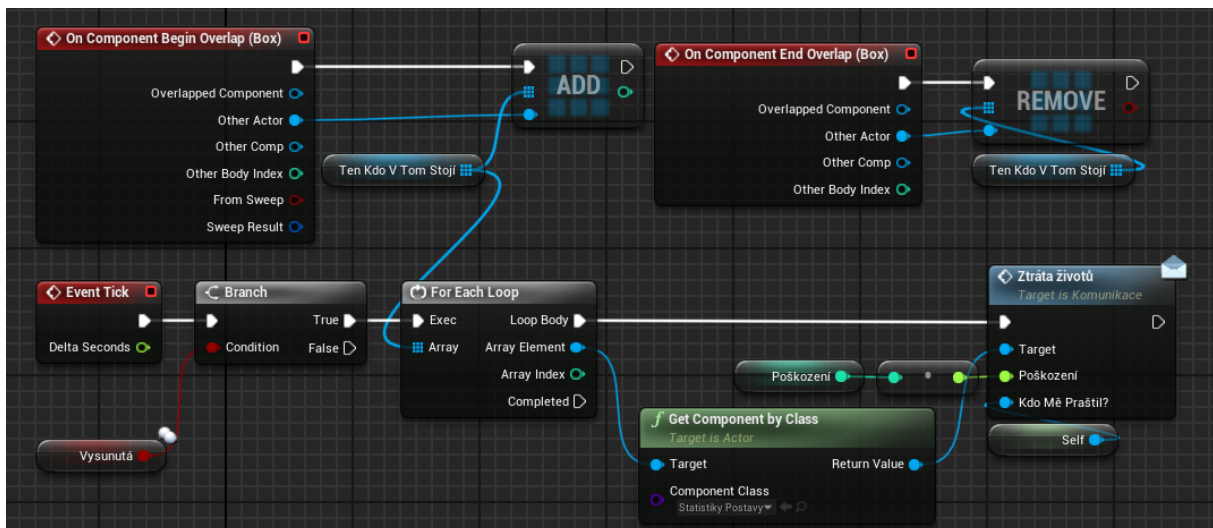 On Component Begin Overlap (Box)
Overlapped Component
Other Actor
Other Comp
Other Body Index
From Sweep
Sweep Result
ADD
Ten Kdo V Tom Stojí
On Component End Overlap (Box)
Overlapped Component
Other Actor
Other Comp
Other Body Index
REMOVE
Ten Kdo V Tom Stojí
Event Tick
Delta Seconds
Vysunutá
Branch
True
Condition
False
For Each Loop
Exec
Loop Body
Array
Array Element
Array Index
Completed
Get Component by Class
Target is Actor
Target
Return Value
Component Class
Statistiky Postavy
Poškození
Ztráta životů
Target is Komunikace
Target
Poškození
Kdo Mě Praštil?
Self